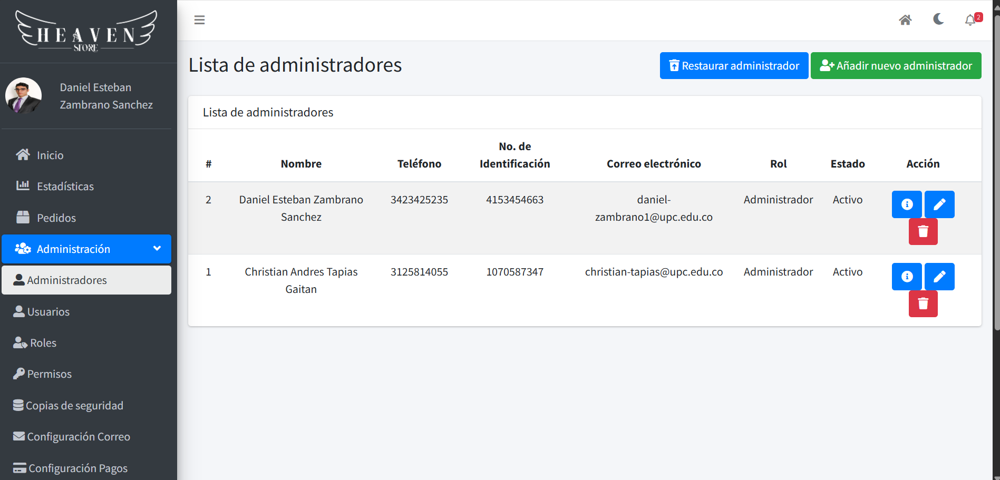 HEAVEN
STORE
2
Daniel Esteban
Zambrano Sanchez
Lista de administradores
Restaurar administrador
Añadir nuevo administrador
Inicio
Estadísticas
Pedidos
Administración
Administradores
Usuarios
Roles
Permisos
Copias de seguridad
Configuración Correo
Configuración Pagos
Lista de administradores
# Nombre Teléfono No. de Identificación Correo electrónico Rol Estado Acción
2 Daniel Esteban Zambrano 3423425235 4153454663 daniel- Administrador Activo
Sanchez zambrano1@upc.edu.co
1 Christian Andres Tapias 3125814055 1070587347 christian-tapias@upc.edu.co Administrador Activo
Gaitan